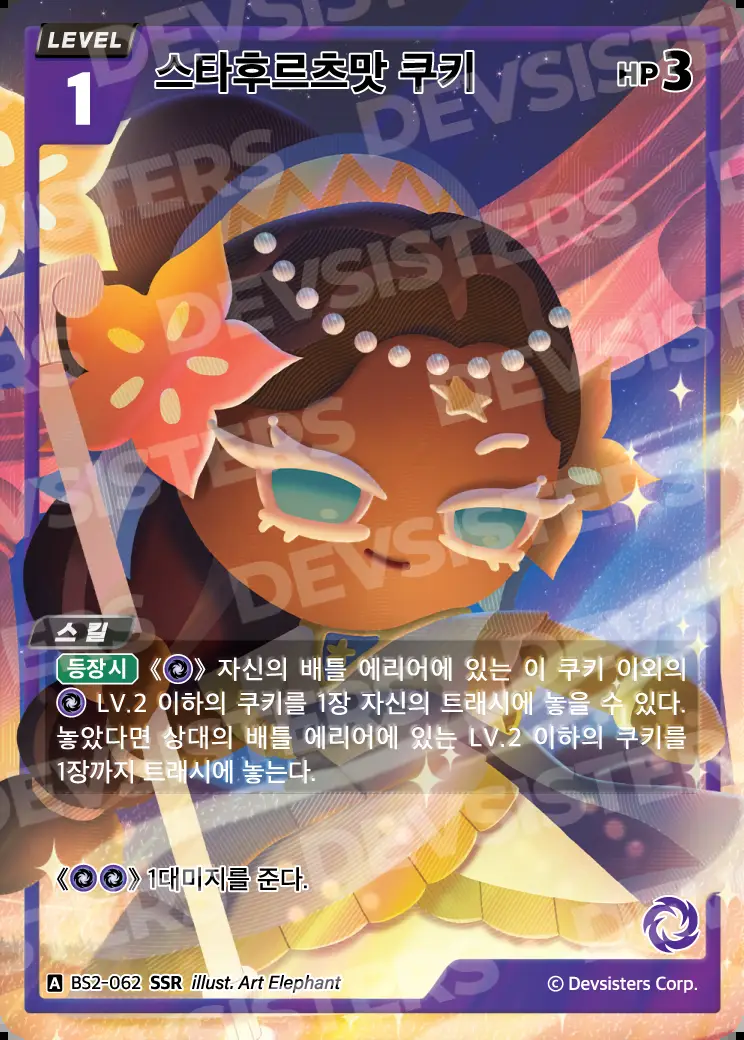 LEVEL
1
스타후르츠맛 쿠키
HP 3
스킬
등장시 《》 자신의 배틀 에리어에 있는 이 쿠키 이외의
LV.2 이하의 쿠키를 1장 자신의 트래시에 놓을 수 있다.
놓았다면 상대의 배틀 에리어에 있는 LV.2 이하의 쿠키를
1장까지 트래시에 놓는다.
《》 1대미지를 준다.
A BS2-062 SSR illust. Art Elephant
© Devsisters Corp.
DEVSISTERS